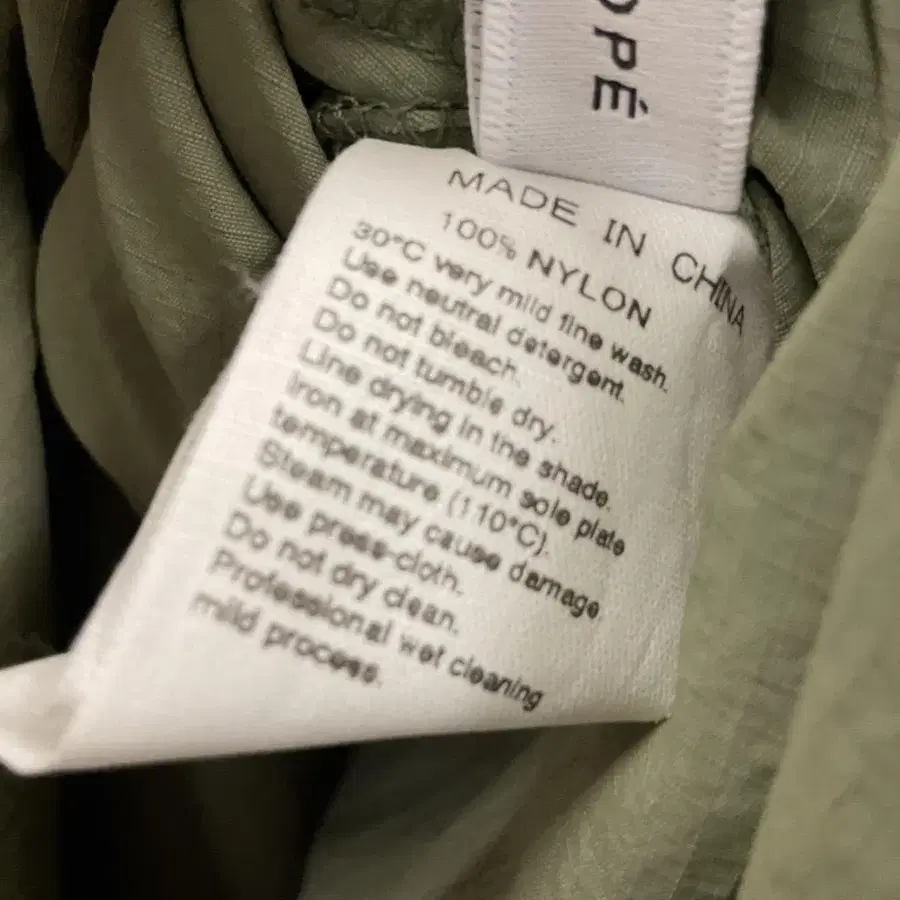 OPÉ
MADE IN CHINA
100% NYLON
30°C very mild fine wash.
Use neutral detergent.
Do not bleach.
Do not tumble dry.
Line drying in the shade.
Iron at maximum sole plate
temperature (110°C).
Steam may cause damage.
Use press-cloth.
Do not dry clean.
Professional wet cleaning
mild process.